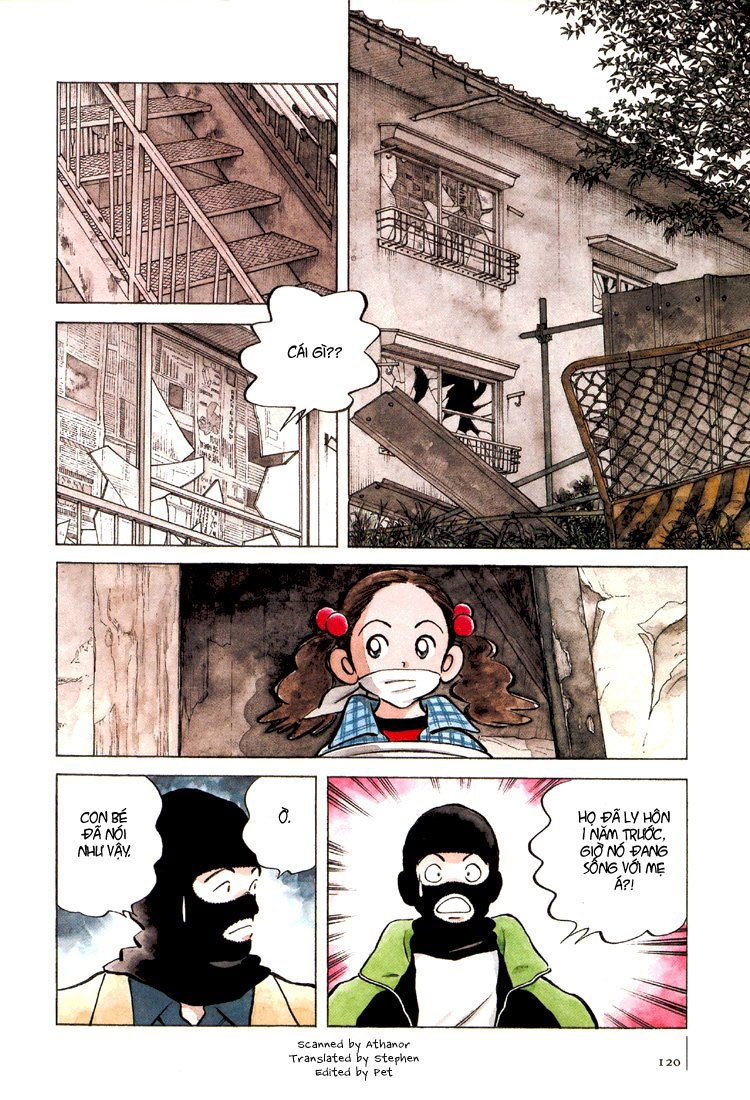 CÁI GÌ??
HỌ ĐÃ LY HÔN
1 NĂM TRƯỚC,
GIỜ NÓ ĐANG
SỐNG VỚI MẸ
Á?!
Ờ.
CON BÉ
ĐÃ NÓI
NHƯ VẬY.
Scanned by Athanor
Translated by Stephen
Edited by Pet
120